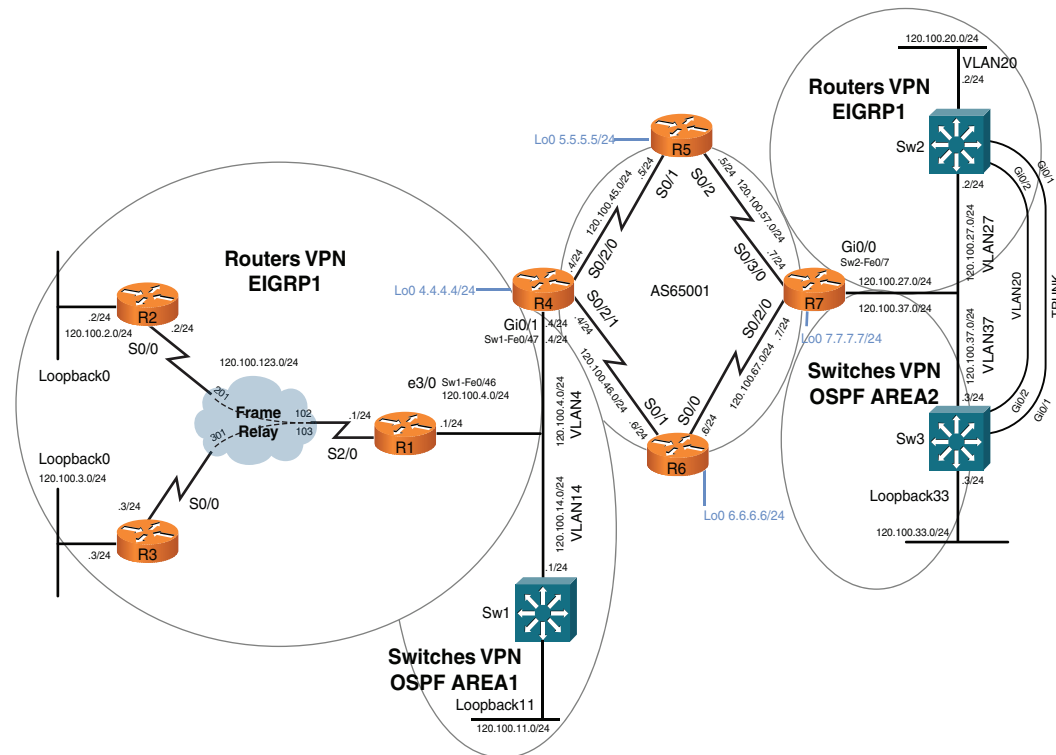 120.100.20.0/24
VLAN20
.2/24
Routers VPN
EIGRP1
Sw2
Gi0/1
Gi0/2
.2/24
120.100.27.0/24
VLAN27
VLAN20
TRUNK
Lo0 5.5.5.5/24
R5
.5/24
S0/1
120.100.45.0/24
S0/2/0
.4/24
.5/24
S0/2
120.100.57.0/24
.7/24
S0/3/0
Gi0/0
Sw2-Fe0/7
120.100.27.0/24
120.100.37.0/24
R7
Lo0 7.7.7.7/24
AS65001
Routers VPN
EIGRP1
Lo0 4.4.4.4/24
R4
Gi0/1
Sw1-Fe0/47
.4/24
.4/24
.4/24
S0/2/1
120.100.46.0/24
S0/1
.6/24
S0/2/0
.7/24
120.100.67.0/24
S0/0
.6/24
R6
Lo0 6.6.6.6/24
.2/24
R2
120.100.2.0/24
.2/24
S0/0
Loopback0
120.100.123.0/24
201
Frame
Relay
102
103
301
.1/24
S2/0
R1
e3/0
Sw1-Fe0/46
120.100.4.0/24
.1/24
120.100.4.0/24
VLAN4
Loopback0
120.100.3.0/24
S0/0
.3/24
R3
.3/24
120.100.14.0/24
VLAN14
.1/24
Sw1
Switches VPN
OSPF AREA1
Loopback11
120.100.11.0/24
Switches VPN
OSPF AREA2
120.100.37.0/24
VLAN37
.3/24
Gi0/2
Gi0/1
Sw3
.3/24
Loopback33
120.100.33.0/24